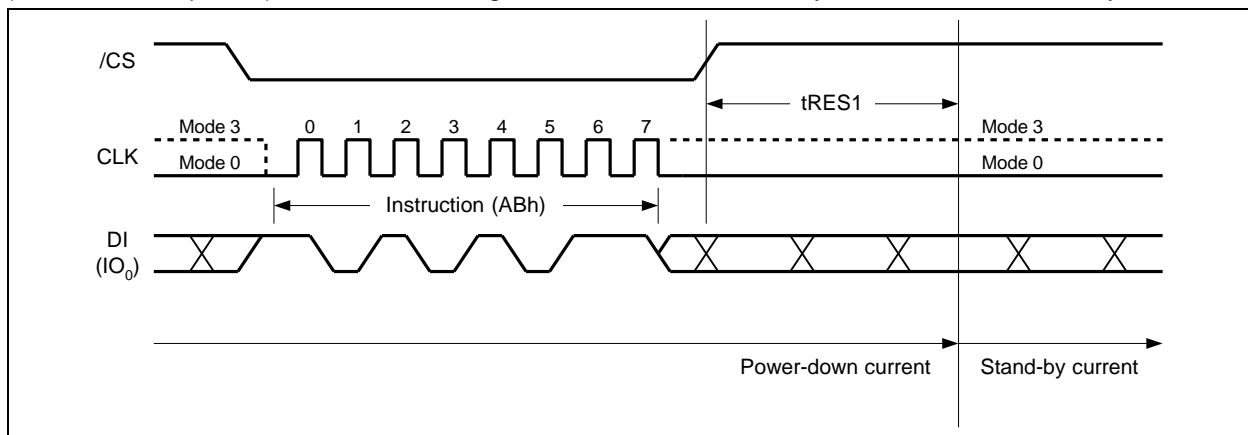 /CS
tRES1
Mode 3 0 1 2 3 4 5 6 7 Mode 3
CLK
Mode 0 Mode 0
Instruction (ABh)
DI
(IO0)
Power-down current Stand-by current